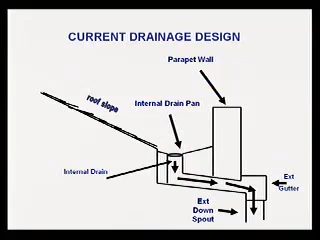 CURRENT DRAINAGE DESIGN
Parapet Wall
roof slope
Internal Drain Pan
Internal Drain
Ext
Gutter
Ext
Down
Spout